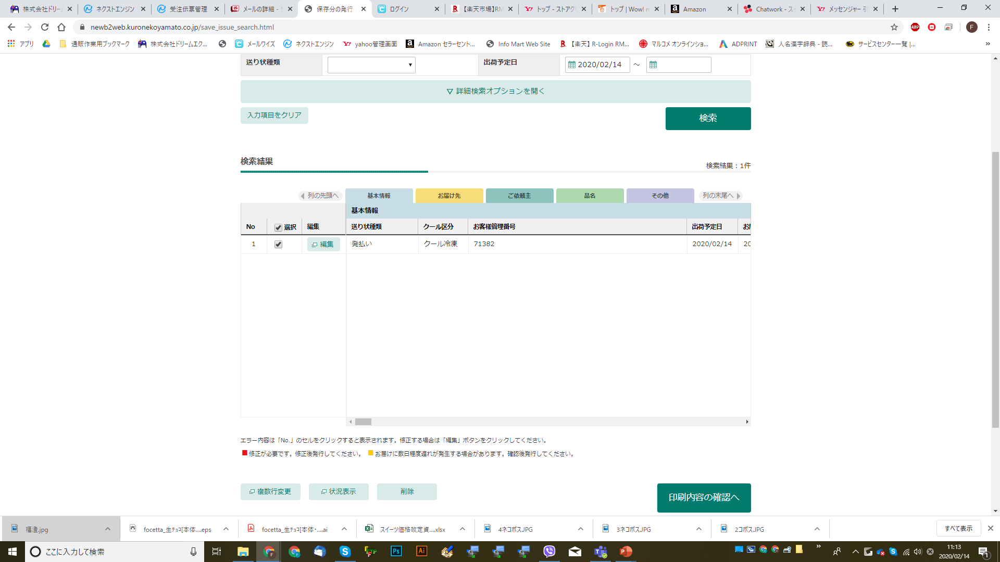 株式会社ドリー
ネクストエンジン
受注伝票管理
メールの詳細 -
保存分の発行
ログイン
【楽天市場】RM
トップ - ストアク
トップ | Wow! m
Amazon
Chatwork - ス
メッセンジャー 引
newb2web.kuronekoyamato.co.jp/save_issue_search.html
ABP
F
アプリ
通販作業用ブックマーク
株式会社ドリームエク...
メールワイズ
ネクストエンジン
yahoo管理画面
Amazon セラーセント...
Info Mart Web Site
【楽天】R-Login RM...
マルコメ オンラインショ...
ADPRINT
人名漢字辞典 - 読...
サービスセンター一覧 |...
送り状種類
出荷予定日
2020/02/14 ～
▽ 詳細検索オプションを開く
入力項目をクリア
検索
検索結果
検索結果：1件
列の先頭へ
基本情報
お届け先
ご依頼主
品名
その他
列の末尾へ
基本情報
No
選択
編集
送り状種類
クール区分
お客様管理番号
出荷予定日
1
編集
発払い
クール冷凍
71382
2020/02/14
20
エラー内容は「No.」のセルをクリックすると表示されます。修正する場合は「編集」ボタンをクリックしてください。
修正が必要です。修正後発行してください。 お届けに数日程度遅れが発生する場合があります。確認後発行してください。
複数行変更
状況表示
削除
印刷内容の確認へ
福澄.jpg
focetta_生ﾁｮｺ[本体....eps
focetta_生ﾁｮｺ[本体・....ai
スイーツ価格改定資....xlsx
4ネコポス.JPG
3ネコポス.JPG
2コポス.JPG
すべて表示
ここに入力して検索
11:13
2020/02/14
1